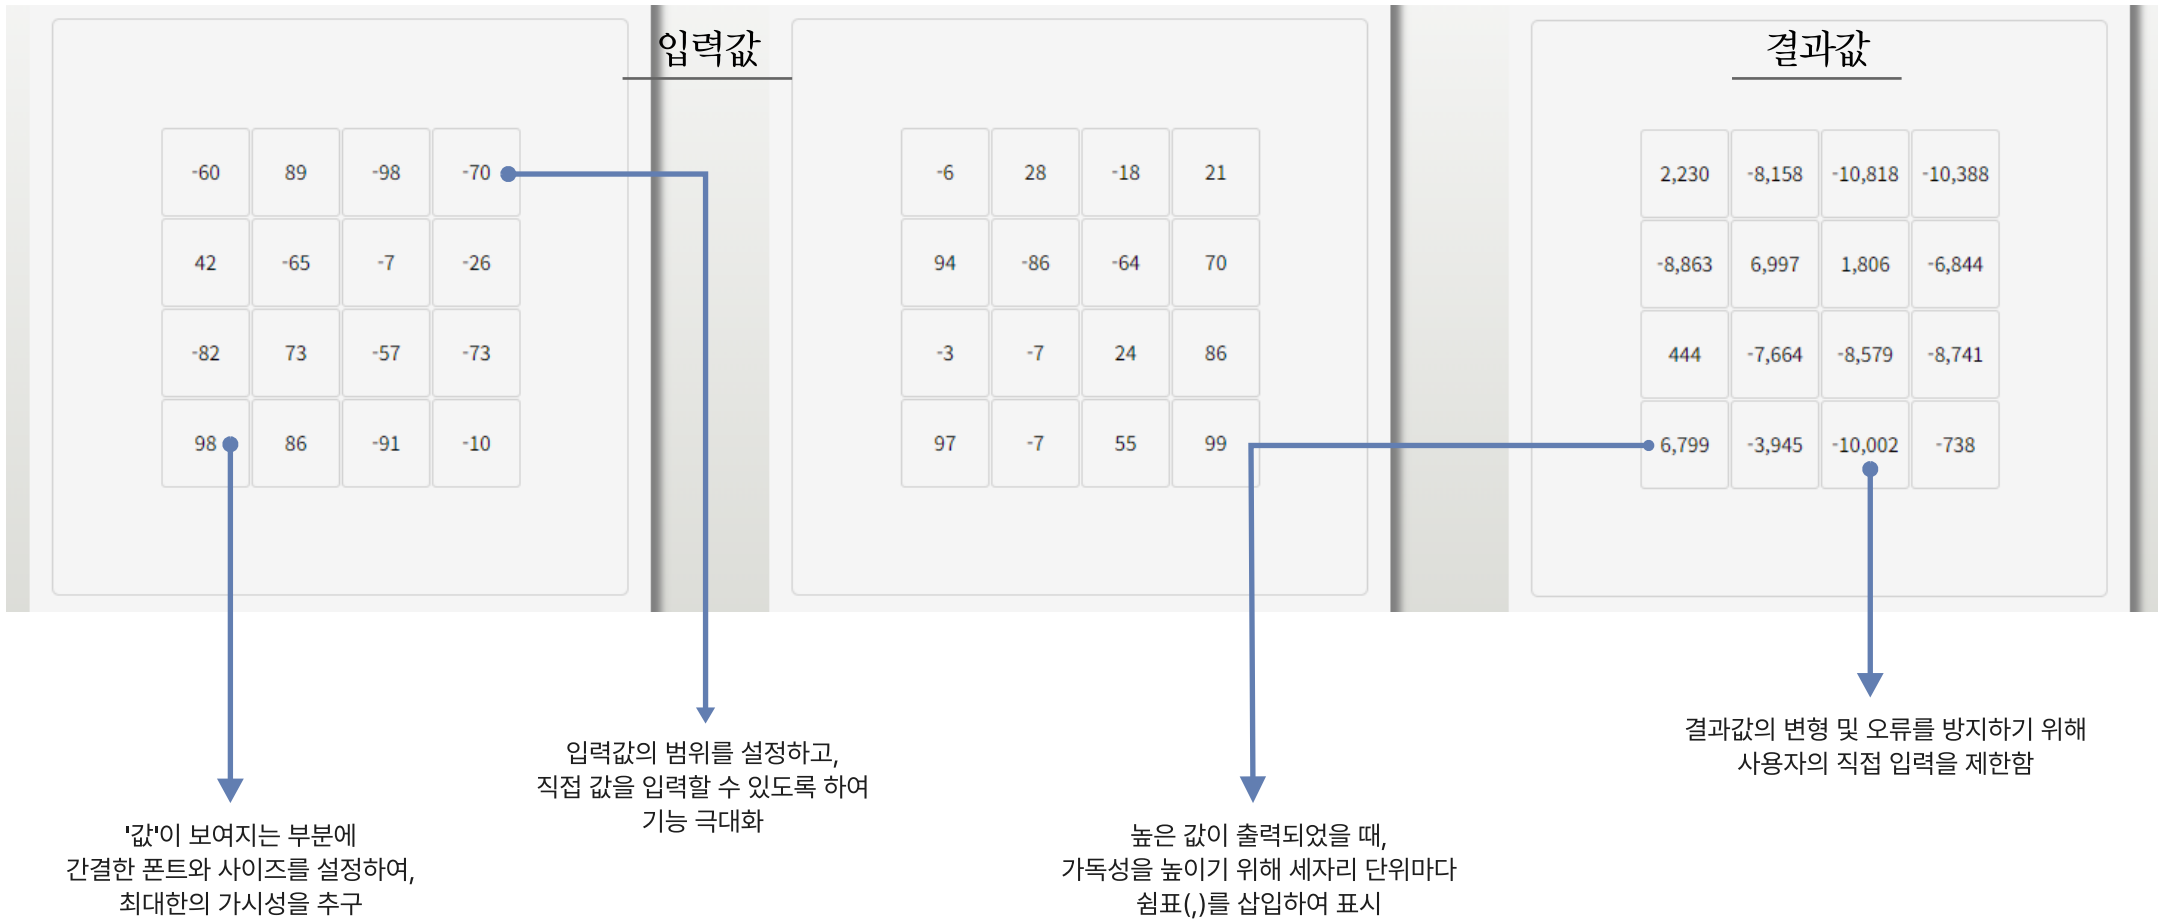 입력값
결과값
-60 89 -98 -70
42 -65 -7 -26
-82 73 -57 -73
98 86 -91 -10
-6 28 -18 21
94 -86 -64 70
-3 -7 24 86
97 -7 55 99
2,230 -8,158 -10,818 -10,388
-8,863 6,997 1,806 -6,844
444 -7,664 -8,579 -8,741
6,799 -3,945 -10,002 -738
'값'이 보여지는 부분에
간결한 폰트와 사이즈를 설정하여,
최대한의 가시성을 추구
입력값의 범위를 설정하고,
직접 값을 입력할 수 있도록 하여
기능 극대화
높은 값이 출력되었을 때,
가독성을 높이기 위해 세자리 단위마다
쉼표(,)를 삽입하여 표시
결과값의 변형 및 오류를 방지하기 위해
사용자의 직접 입력을 제한함